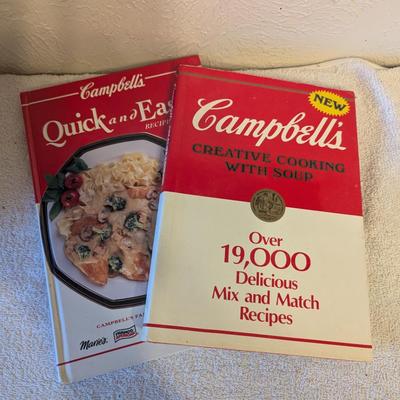 Campbell's
Quick and Eas
RECIP
CAMPBELL'S FA
Marie's.
NEW
Campbell's
CREATIVE COOKING
WITH SOUP
Over
19,000
Delicious
Mix and Match
Recipes